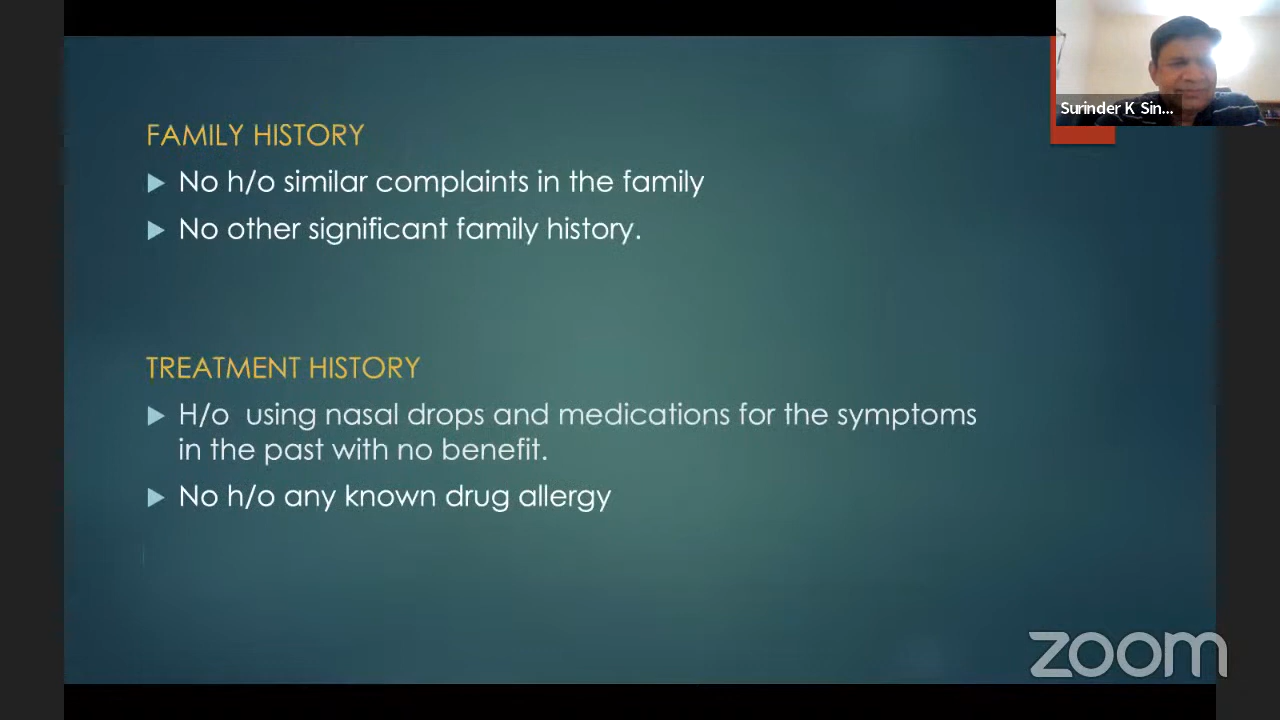 Surinder K Sin...
FAMILY HISTORY
No h/o similar complaints in the family
No other significant family history.
TREATMENT HISTORY
H/o using nasal drops and medications for the symptoms
in the past with no benefit.
No h/o any known drug allergy
zoom